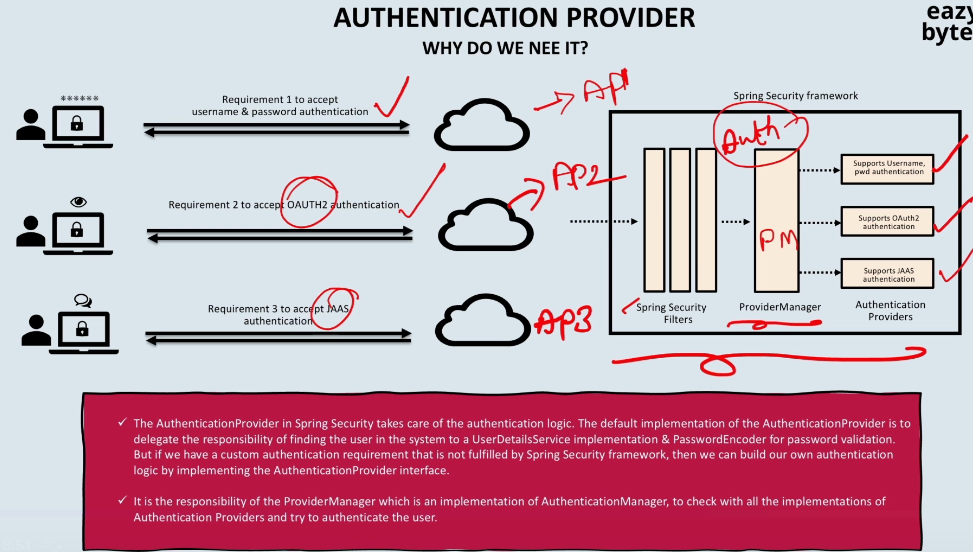 AUTHENTICATION PROVIDER
WHY DO WE NEE IT?
eazy
byte
******
Requirement 1 to accept
username & password authentication
AP1
Requirement 2 to accept OAUTH2 authentication
AP2
Requirement 3 to accept JAAS
authentication
AP3
Spring Security framework
Auth
PM
Supports Username,
pwd authentication
Supports OAuth2
authentication
Supports JAAS
authentication
Spring Security
Filters
ProviderManager
Authentication
Providers
✓ The AuthenticationProvider in Spring Security takes care of the authentication logic. The default implementation of the AuthenticationProvider is to
delegate the responsibility of finding the user in the system to a UserDetailsService implementation & PasswordEncoder for password validation.
But if we have a custom authentication requirement that is not fulfilled by Spring Security framework, then we can build our own authentication
logic by implementing the AuthenticationProvider interface.
✓ It is the responsibility of the ProviderManager which is an implementation of AuthenticationManager, to check with all the implementations of
Authentication Providers and try to authenticate the user.